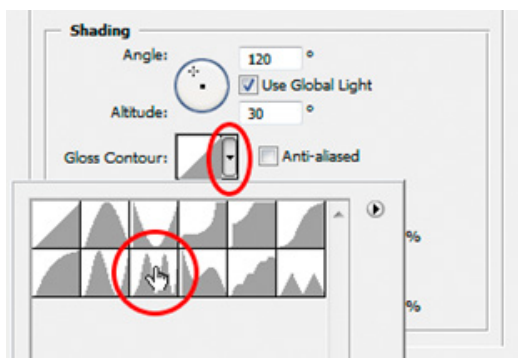 Shading
Angle: 120 °
Use Global Light
Altitude: 30 °
Gloss Contour: Anti-aliased
%
%